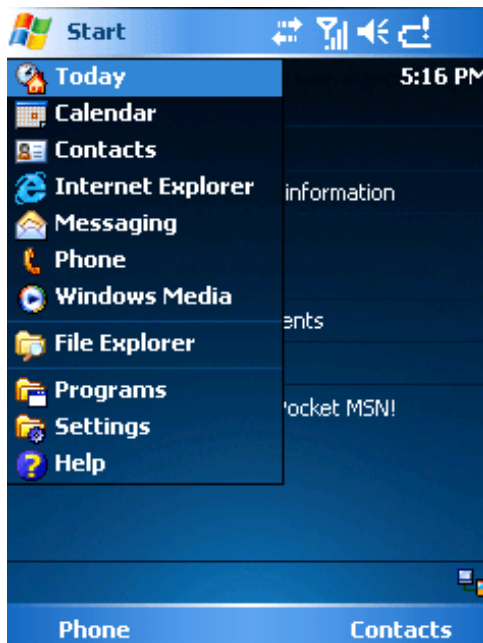 Start
Today
5:16 PM
Calendar
Contacts
Internet Explorer
information
Messaging
Phone
Windows Media
ents
File Explorer
Programs
Pocket MSN!
Settings
Help
Phone
Contacts